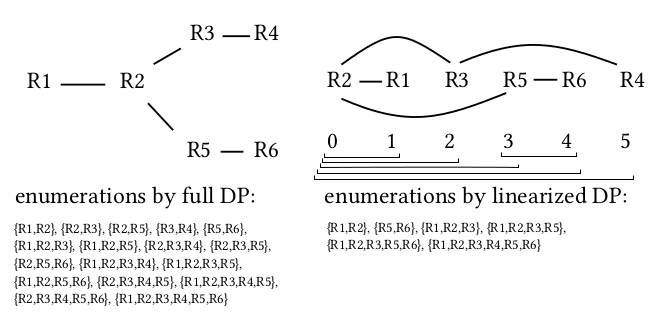 R3 R4
R1 R2
R5 R6
R2 R1 R3 R5 R6 R4
0 1 2 3 4 5
enumerations by full DP:
{R1,R2}, {R2,R3}, {R2,R5}, {R3,R4}, {R5,R6},
{R1,R2,R3}, {R1,R2,R5}, {R2,R3,R4}, {R2,R3,R5},
{R2,R5,R6}, {R1,R2,R3,R4}, {R1,R2,R3,R5},
{R1,R2,R5,R6}, {R2,R3,R4,R5}, {R1,R2,R3,R4,R5},
{R2,R3,R4,R5,R6}, {R1,R2,R3,R4,R5,R6}
enumerations by linearized DP:
{R1,R2}, {R5,R6}, {R1,R2,R3}, {R1,R2,R3,R5},
{R1,R2,R3,R5,R6}, {R1,R2,R3,R4,R5,R6}